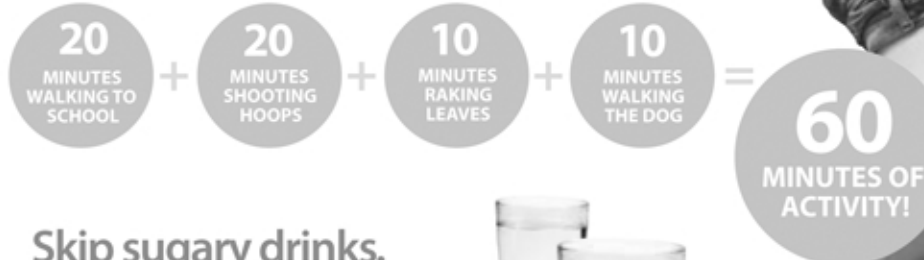 20
MINUTES
WALKING TO
SCHOOL
+
20
MINUTES
SHOOTING
HOOPS
+
10
MINUTES
RAKING
LEAVES
+
10
MINUTES
WALKING
THE DOG
=
60
MINUTES OF
ACTIVITY!
Skip sugary drinks.